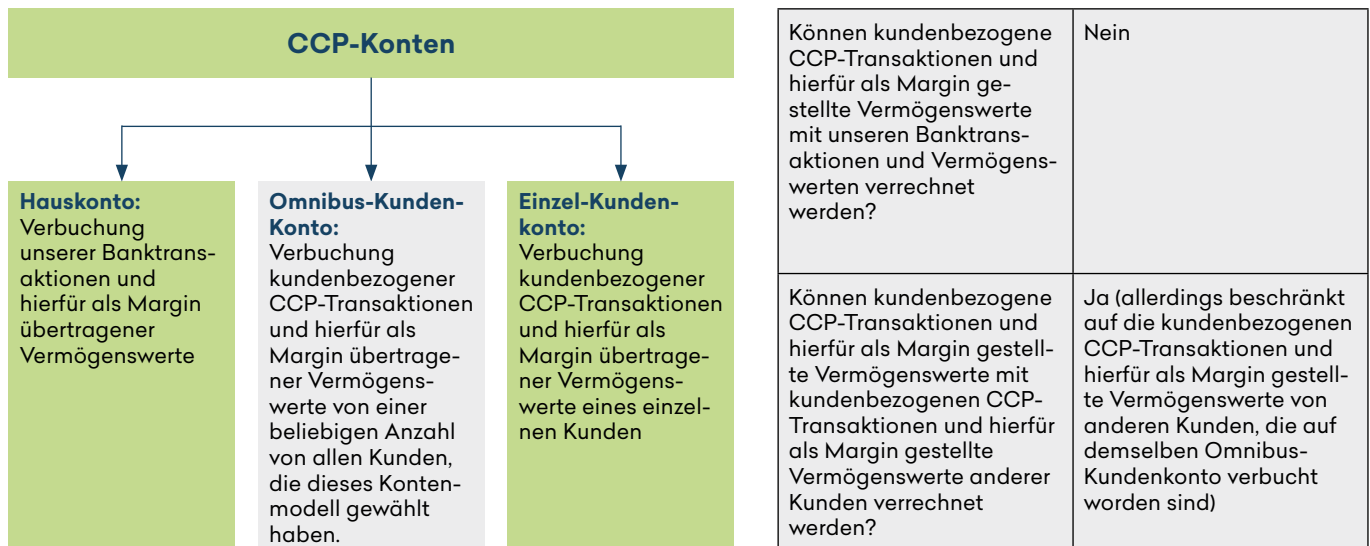 CCP-Konten
Hauskonto:
Verbuchung
unserer Banktrans-
aktionen und
hierfür als Margin
übertragener
Vermögenswerte
Omnibus-Kunden-
Konto:
Verbuchung
kundenbezogener
CCP-Transaktionen
und hierfür als
Margin übertrage-
ner Vermögens-
werte von einer
beliebigen Anzahl
von allen Kunden,
die dieses Konten-
modell gewählt
haben.
Einzel-Kunden-
konto:
Verbuchung
kundenbezogener
CCP-Transaktionen
und hierfür als
Margin übertrage-
ner Vermögens-
werte eines einzel-
nen Kunden
Können kundenbezogene
CCP-Transaktionen und
hierfür als Margin ge-
stellte Vermögenswerte
mit unseren Banktrans-
aktionen und Vermögens-
werten verrechnet
werden?
Nein
Können kundenbezogene
CCP-Transaktionen und
hierfür als Margin gestell-
te Vermögenswerte mit
kundenbezogenen CCP-
Transaktionen und hierfür
als Margin gestellte
Vermögenswerte anderer
Kunden verrechnet
werden?
Ja (allerdings beschränkt
auf die kundenbezogenen
CCP-Transaktionen und
hierfür als Margin gestell-
te Vermögenswerte von
anderen Kunden, die auf
demselben Omnibus-
Kundenkonto verbucht
worden sind)